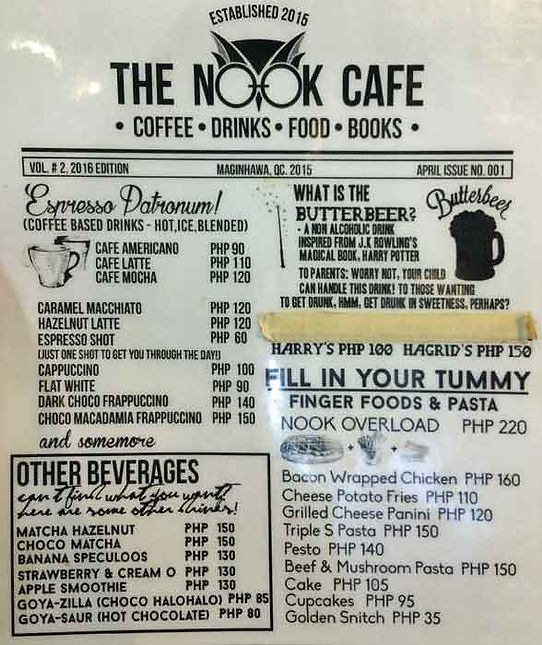 ESTABLISHED 2015
THE NOOK CAFE
• COFFEE • DRINKS • FOOD • BOOKS •
VOL. # 2, 2016 EDITION MAGINHAWA, QC. 2015 APRIL ISSUE NO. 001
Espresso Patronum!
(COFFEE BASED DRINKS - HOT,ICE,BLENDED)
CAFE AMERICANO PHP 90
CAFE LATTE PHP 110
CAFE MOCHA PHP 120
CARAMEL MACCHIATO PHP 120
HAZELNUT LATTE PHP 120
ESPRESSO SHOT PHP 60
(JUST ONE SHOT TO GET YOU THROUGH THE DAY!)
CAPPUCCINO PHP 100
FLAT WHITE PHP 90
DARK CHOCO FRAPPUCCINO PHP 140
CHOCO MACADAMIA FRAPPUCCINO PHP 150
and somemore
OTHER BEVERAGES
can't find what you want?
here are some other drinks!
MATCHA HAZELNUT PHP 150
CHOCO MATCHA PHP 150
BANANA SPECULOOS PHP 130
STRAWBERRY & CREAM O PHP 130
APPLE SMOOTHIE PHP 130
GOYA-ZILLA (CHOCO HALOHALO) PHP 85
GOYA-SAUR (HOT CHOCOLATE) PHP 80
WHAT IS THE
BUTTERBEER?
Butterbeer
- A NON ALCOHOLIC DRINK
INSPIRED FROM J.K ROWLING'S
MAGICAL BOOK, HARRY POTTER
TO PARENTS: WORRY NOT, YOUR CHILD
CAN HANDLE THIS DRINK! TO THOSE WANTING
TO GET DRUNK, HMM, GET DRUNK IN SWEETNESS, PERHAPS?
HARRY'S PHP 100 HAGRID'S PHP 150
FILL IN YOUR TUMMY
FINGER FOODS & PASTA
NOOK OVERLOAD PHP 220
+ +
Bacon Wrapped Chicken PHP 160
Cheese Potato Fries PHP 110
Grilled Cheese Panini PHP 120
Triple S Pasta PHP 150
Pesto PHP 140
Beef & Mushroom Pasta PHP 150
Cake PHP 105
Cupcakes PHP 95
Golden Snitch PHP 35